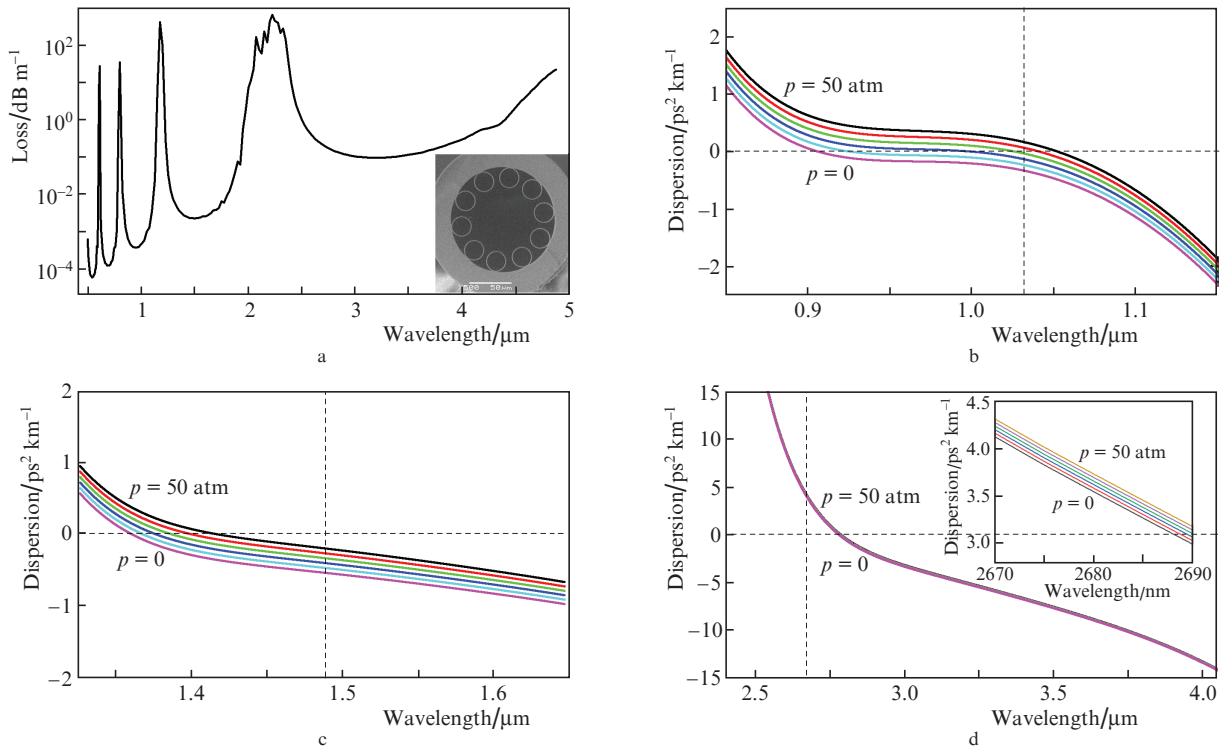 Loss/dB m⁻¹
10²
10⁰
10⁻²
10⁻⁴
50 μm
1
2
3
4
5
Wavelength/μm
a
Dispersion/ps² km⁻¹
2
1
0
−1
−2
p = 50 atm
p = 0
0.9
1.0
1.1
Wavelength/μm
b
Dispersion/ps² km⁻¹
2
1
0
−1
−2
p = 50 atm
p = 0
1.4
1.5
1.6
Wavelength/μm
c
Dispersion/ps² km⁻¹
15
10
5
0
−5
−10
−15
p = 50 atm
p = 0
2.5
3.0
3.5
4.0
Wavelength/μm
d
Dispersion/ps² km⁻¹
4.5
4.0
3.5
3.0
p = 50 atm
p = 0
2670
2680
2690
Wavelength/nm